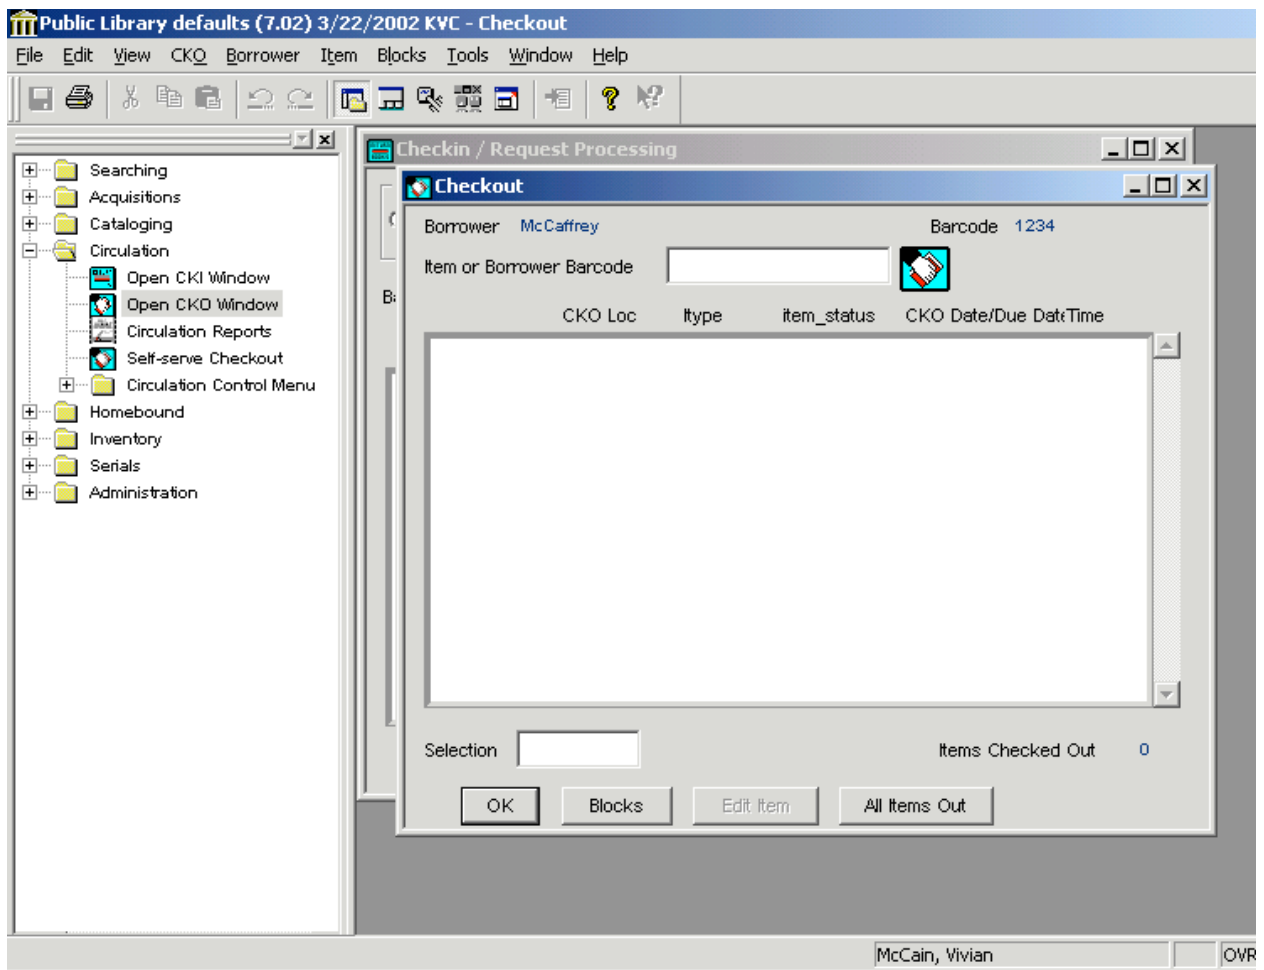 Public Library defaults (7.02) 3/22/2002 KVC - Checkout
File Edit View CKO Borrower Item Blocks Tools Window Help
Checkin / Request Processing
Searching
Acquisitions
Cataloging
Circulation
Open CKI Window
Open CKO Window
Circulation Reports
Self-serve Checkout
Circulation Control Menu
Homebound
Inventory
Serials
Administration
Checkout
Borrower McCaffrey Barcode 1234
Item or Borrower Barcode
CKO Loc Itype item_status CKO Date/Due Date Time
Selection Items Checked Out 0
OK Blocks Edit Item All Items Out
McCain, Vivian OVR